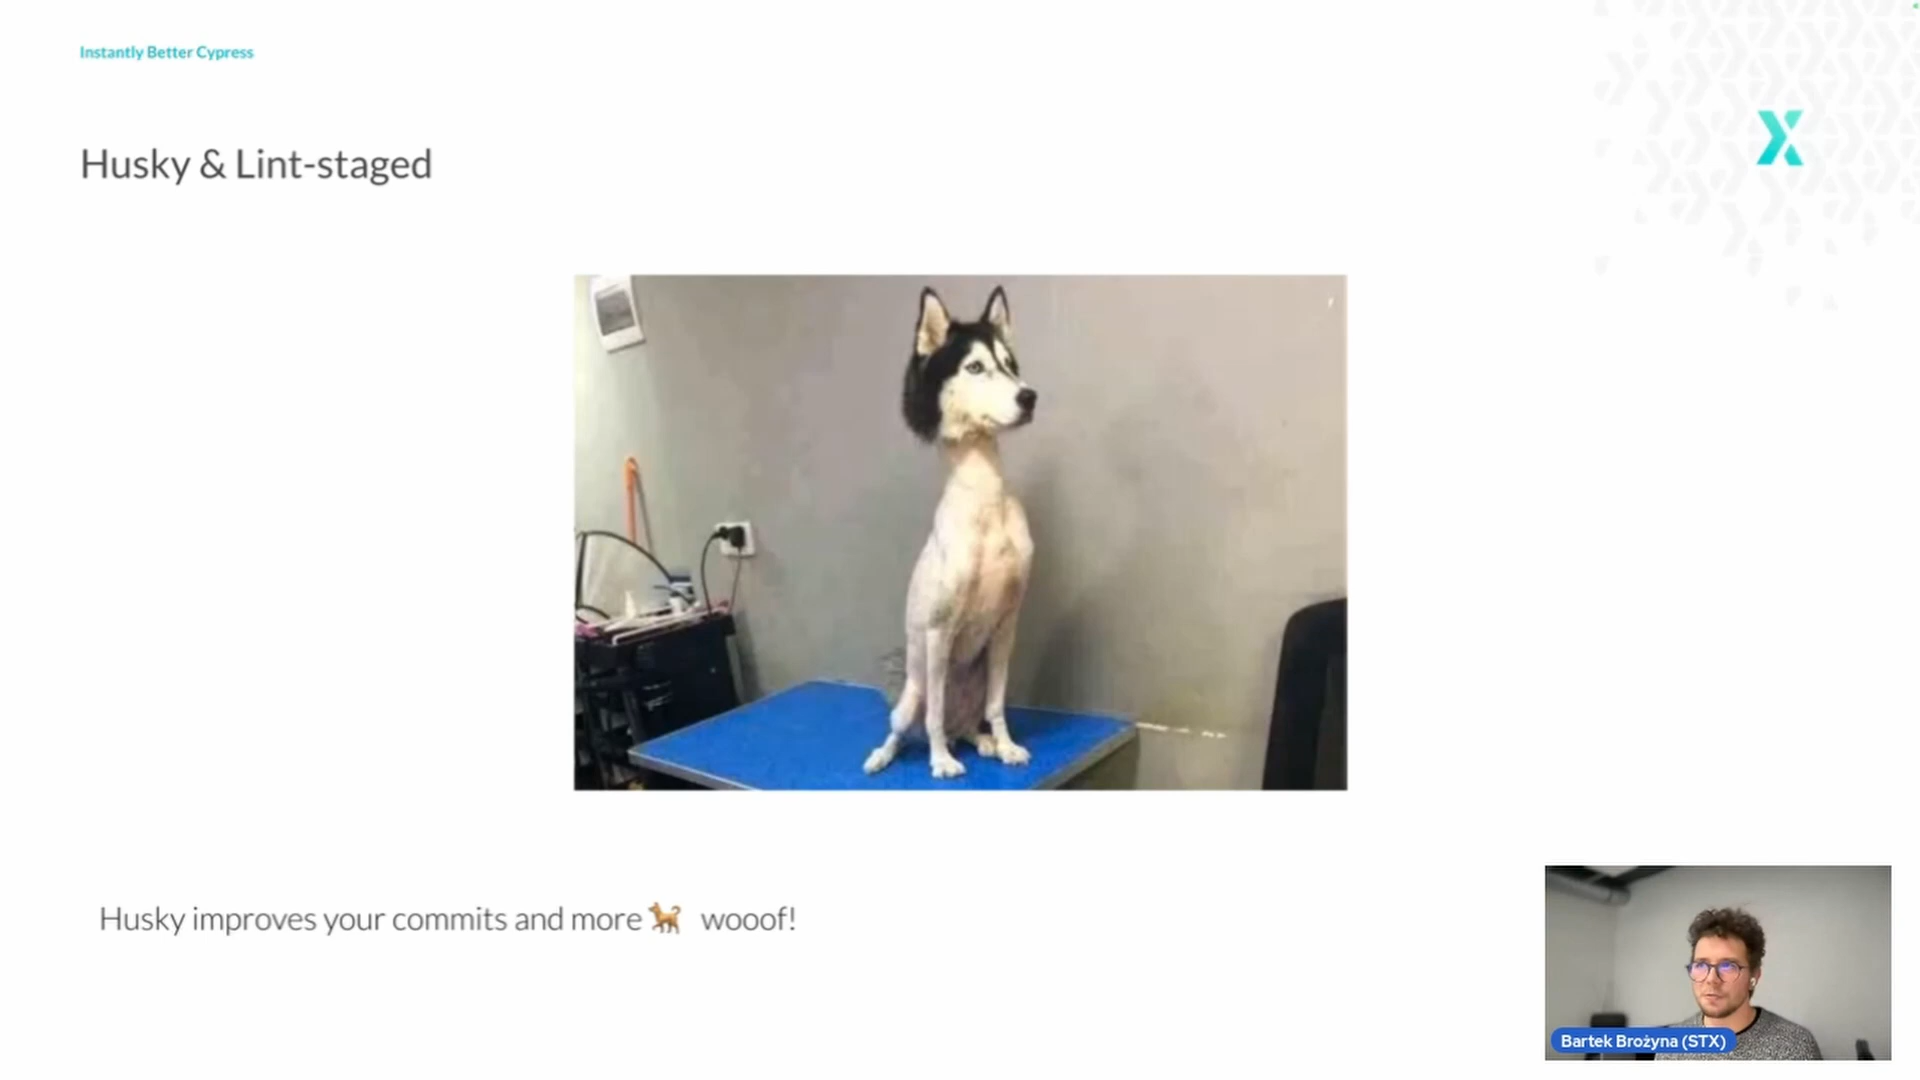 Instantly Better Cypress
Husky & Lint-staged
Husky improves your commits and more 🐕 wooof!
Bartek Brożyna (STX)